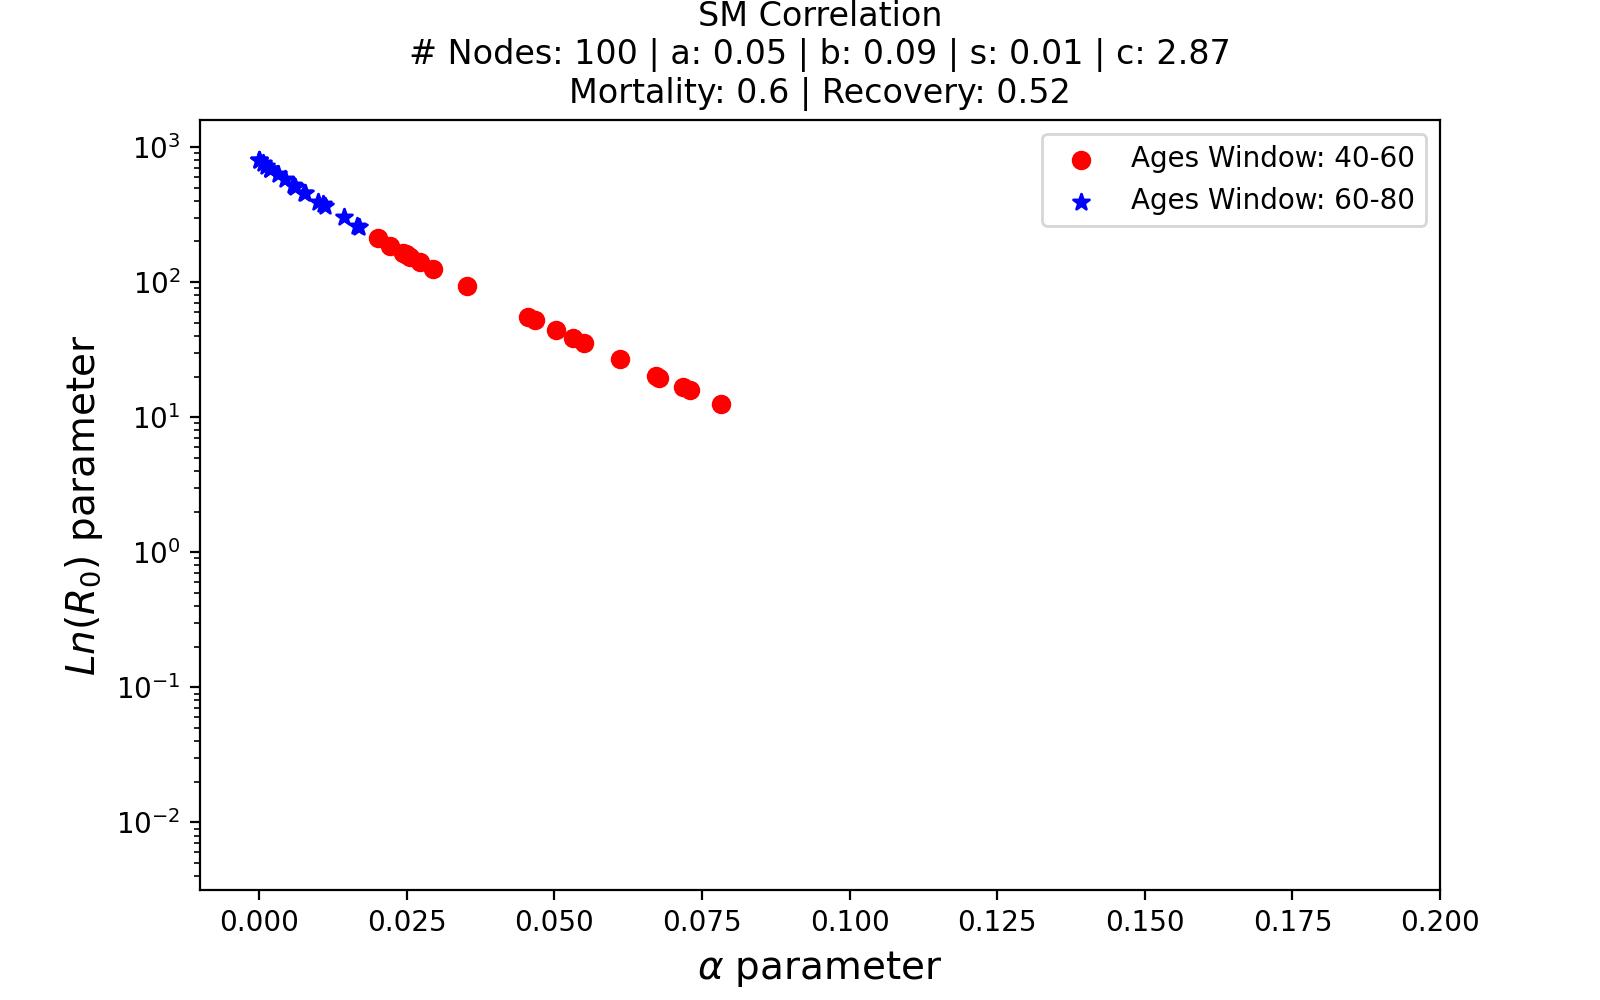 SM Correlation
# Nodes: 100 | a: 0.05 | b: 0.09 | s: 0.01 | c: 2.87
Mortality: 0.6 | Recovery: 0.52
Ages Window: 40-60
Ages Window: 60-80
Ln(R₀) parameter
10³
10²
10¹
10⁰
10⁻¹
10⁻²
0.000 0.025 0.050 0.075 0.100 0.125 0.150 0.175 0.200
α parameter